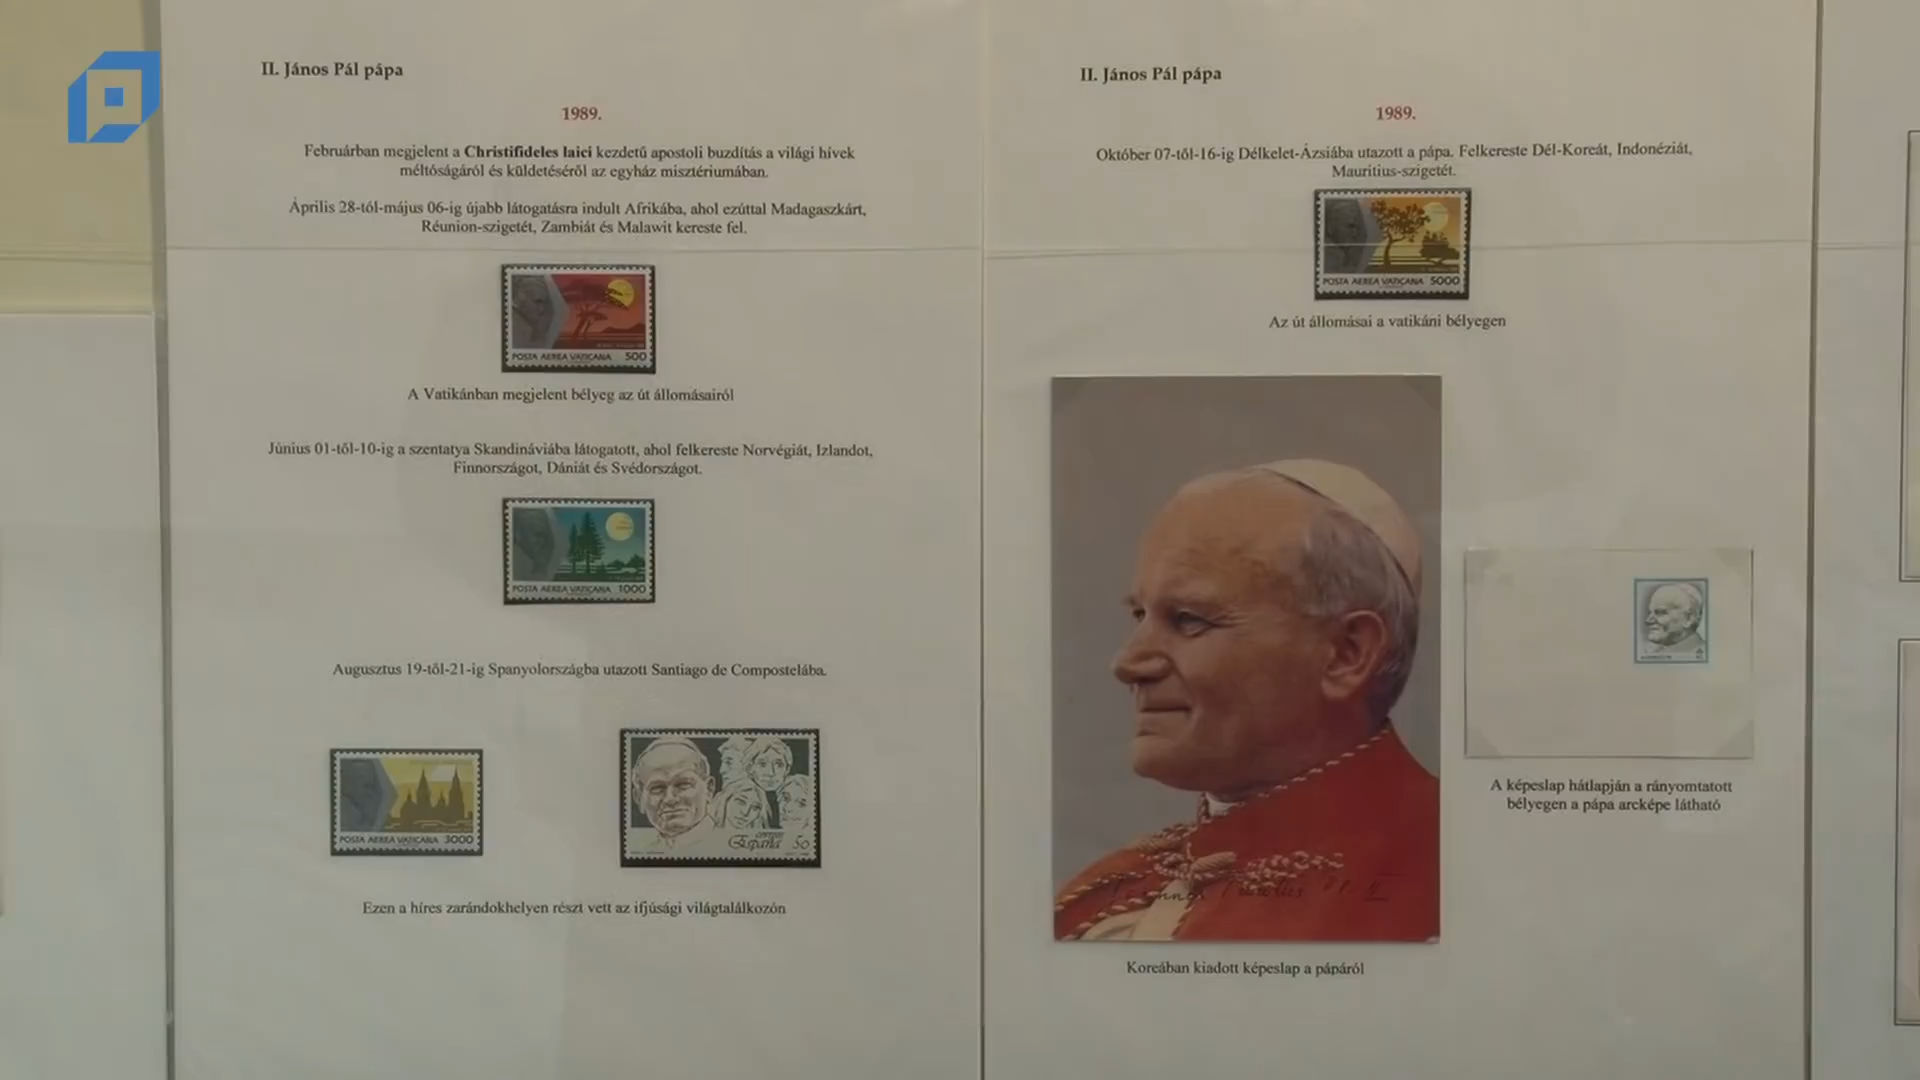 II. János Pál pápa
1989.
Februárban megjelent a Christifideles laici kezdetű apostoli buzdítás a világi hívek
méltóságáról és küldetéséről az egyház misztériumában.
Április 28-tól-május 06-ig újabb látogatásra indult Afrikába, ahol ezúttal Madagaszkárt,
Réunion-szigetét, Zambiát és Malawit kereste fel.
POSTA AEREA VATICANA 500
A Vatikánban megjelent bélyeg az út állomásairól
Június 01-től-10-ig a szentatya Skandináviába látogatott, ahol felkereste Norvégiát, Izlandot,
Finnországot, Dániát és Svédországot.
POSTA AEREA VATICANA 1000
Augusztus 19-től-21-ig Spanyolországba utazott Santiago de Compostelába.
POSTA AEREA VATICANA 3000
correos
España 50
Ezen a híres zarándokhelyen részt vett az ifjúsági világtalálkozón
II. János Pál pápa
1989.
Október 07-től-16-ig Délkelet-Ázsiába utazott a pápa. Felkereste Dél-Koreát, Indonéziát,
Mauritius-szigetét.
POSTA AEREA VATICANA 5000
Az út állomásai a vatikáni bélyegen
Koreában kiadott képeslap a pápáról
A képeslap hátlapján a rányomtatott
bélyegen a pápa arcképe látható